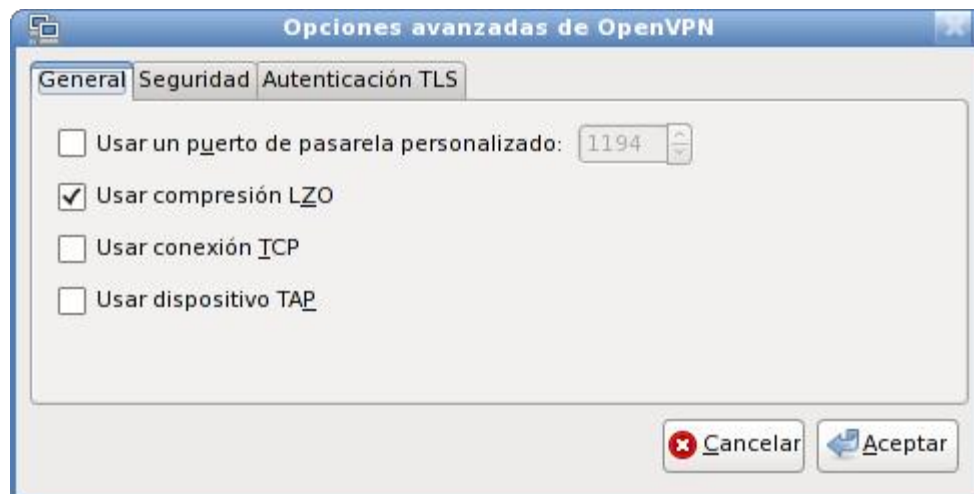 Opciones avanzadas de OpenVPN
General Seguridad Autenticación TLS
Usar un puerto de pasarela personalizado: 1194
Usar compresión LZO
Usar conexión TCP
Usar dispositivo TAP
Cancelar Aceptar